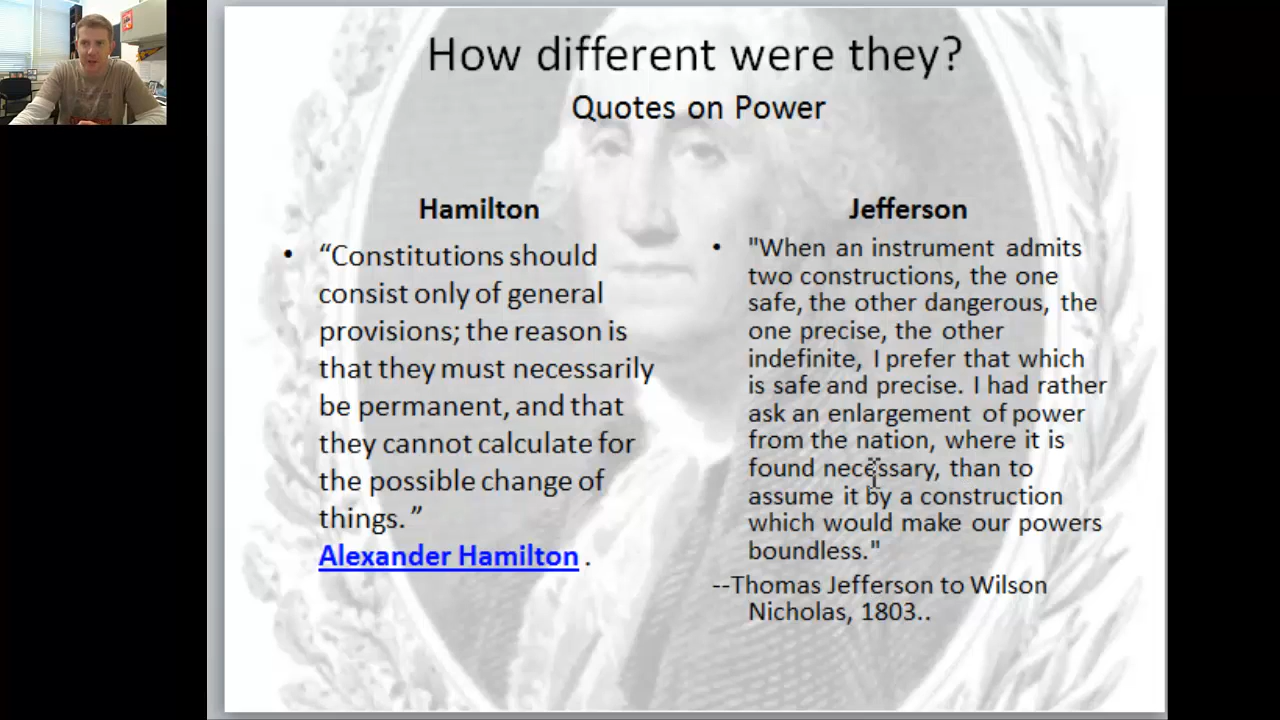 How different were they?
Quotes on Power
Hamilton
• “Constitutions should
consist only of general
provisions; the reason is
that they must necessarily
be permanent, and that
they cannot calculate for
the possible change of
things. ”
Alexander Hamilton .
Jefferson
• "When an instrument admits
two constructions, the one
safe, the other dangerous, the
one precise, the other
indefinite, I prefer that which
is safe and precise. I had rather
ask an enlargement of power
from the nation, where it is
found necessary, than to
assume it by a construction
which would make our powers
boundless."
--Thomas Jefferson to Wilson
Nicholas, 1803..